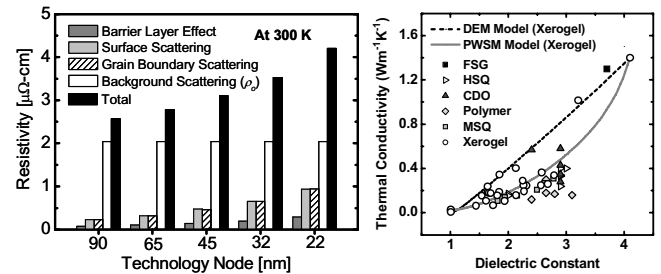 Resistivity [μΩ-cm]
5
4
3
2
1
0
Barrier Layer Effect
Surface Scattering
Grain Boundary Scattering
Background Scattering (ρo)
Total
At 300 K
90 65 45 32 22
Technology Node [nm]
Thermal Conductivity (Wm⁻¹K⁻¹)
1.6
1.2
0.8
0.4
0.0
DEM Model (Xerogel)
PWSM Model (Xerogel)
FSG
HSQ
CDO
Polymer
MSQ
Xerogel
1 2 3 4
Dielectric Constant